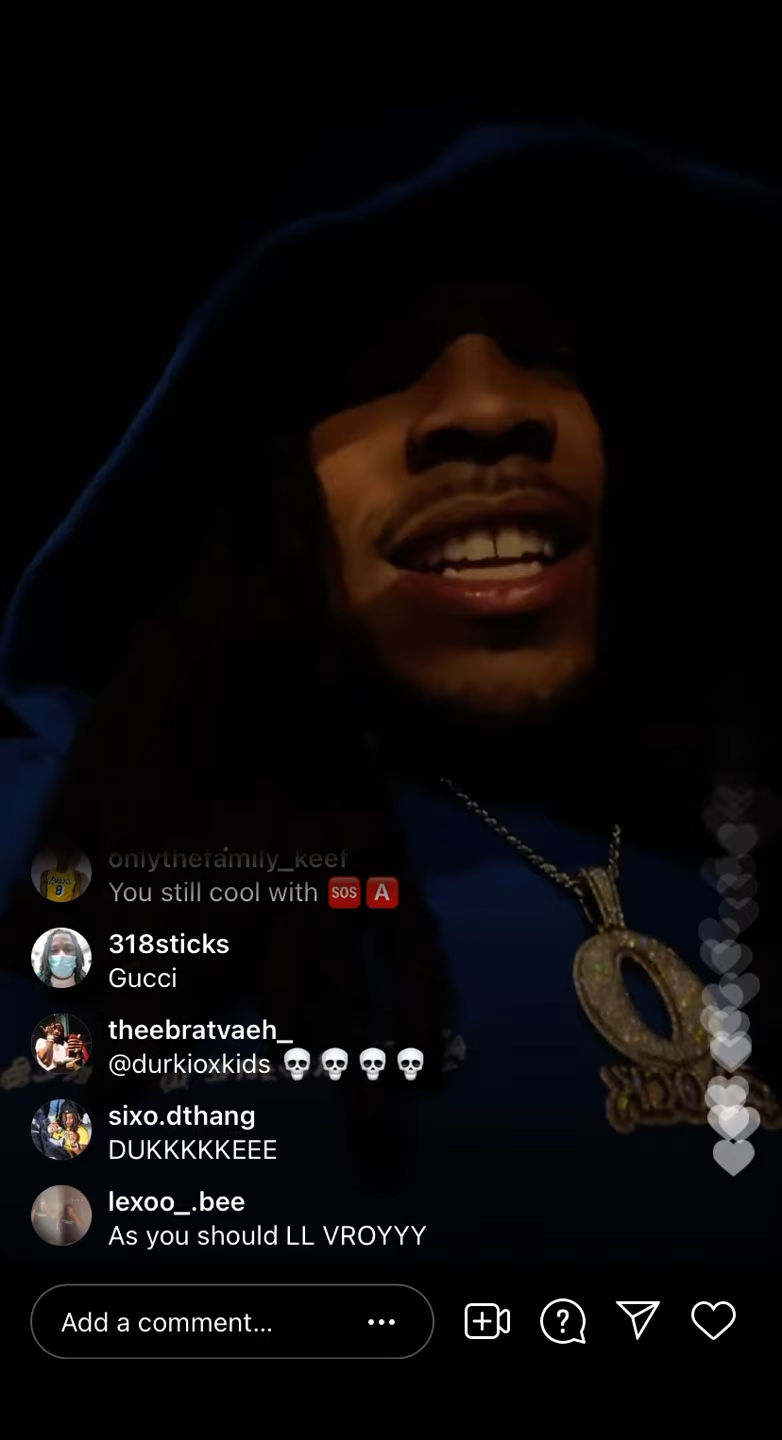 onlythefamily_keef
You still cool with 🆘 🅰️
318sticks
Gucci
theebratvaeh_
@durkioxkids 💀 💀 💀 💀
sixo.dthang
DUKKKKKEEE
lexoo_.bee
As you should LL VROYYY
Add a comment...